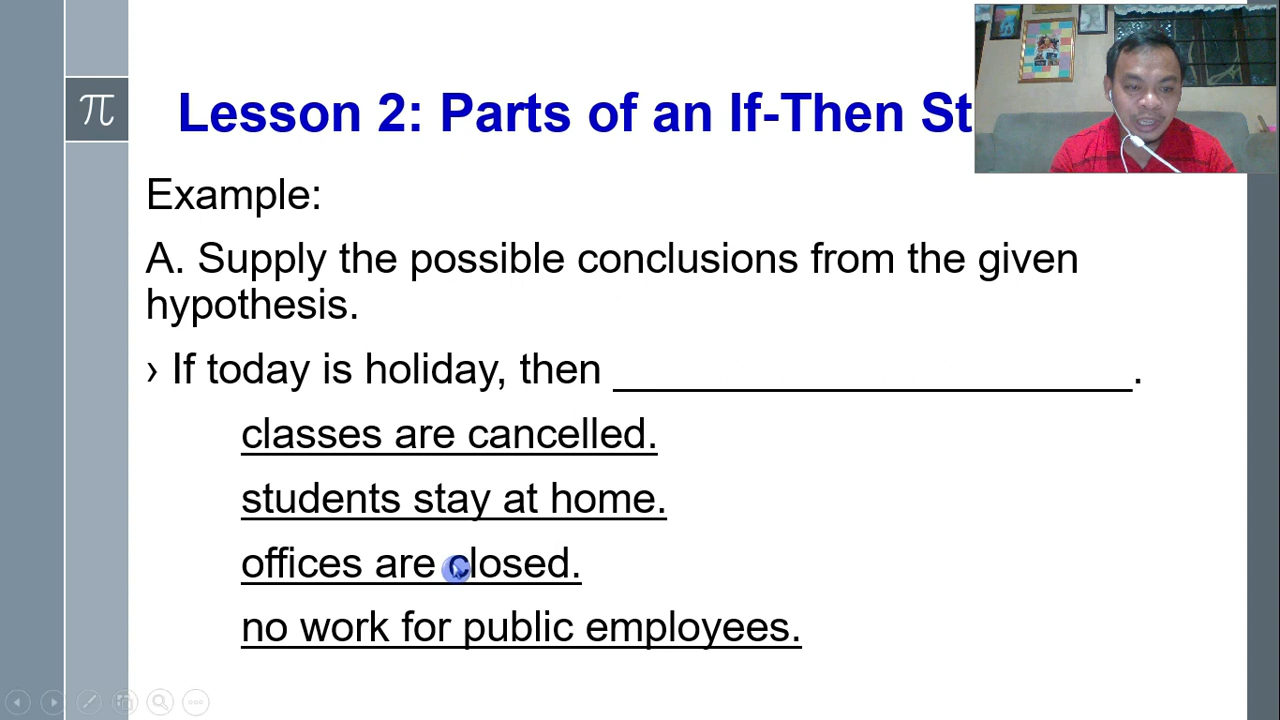 π
Lesson 2: Parts of an If-Then St
Example:
A. Supply the possible conclusions from the given
hypothesis.
› If today is holiday, then ______________________.
classes are cancelled.
students stay at home.
offices are closed.
no work for public employees.